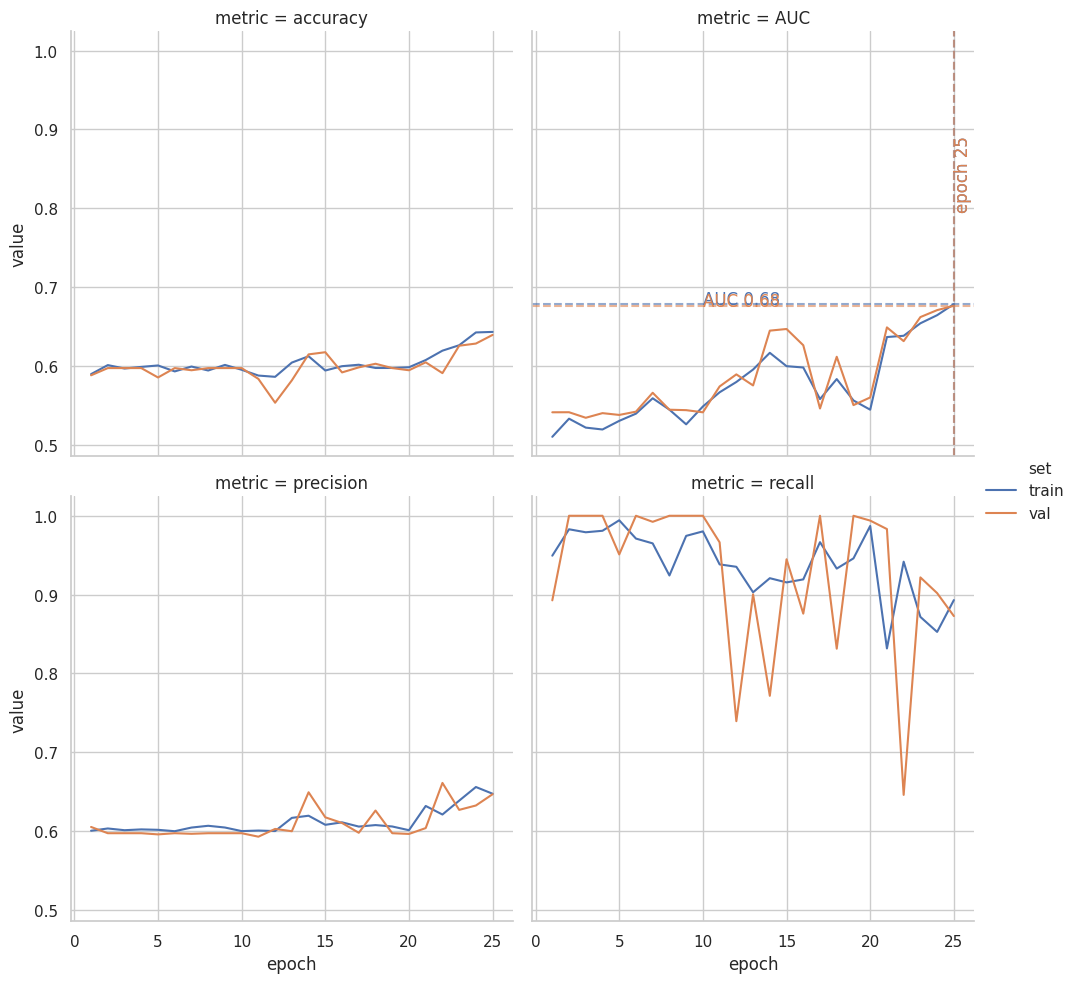 metric = accuracy
metric = AUC
1.0
0.9
0.8
0.7
0.6
0.5
value
epoch 25
AUC 0.68
metric = precision
metric = recall
set
train
val
1.0
0.9
0.8
0.7
0.6
0.5
value
0 5 10 15 20 25
0 5 10 15 20 25
epoch
epoch